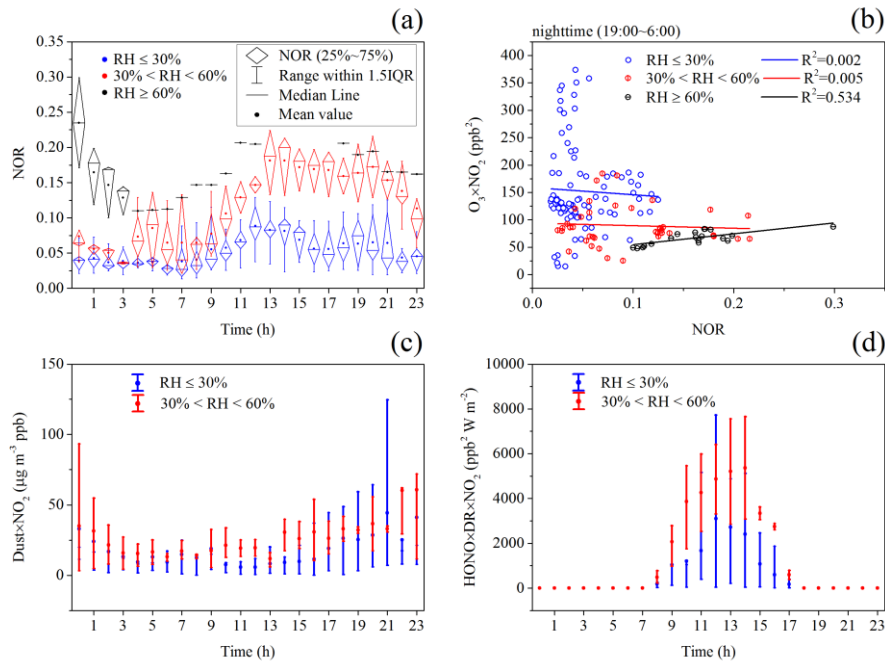 (a)
0.35
0.30
0.25
0.20
0.15
0.10
0.05
0.00
NOR
RH ≤ 30%
30% < RH < 60%
RH ≥ 60%
NOR (25%~75%)
Range within 1.5IQR
Median Line
Mean value
1 3 5 7 9 11 13 15 17 19 21 23
Time (h)
(b)
nighttime (19:00~6:00)
400
350
300
250
200
150
100
50
0
O₃×NO₂ (ppb²)
RH ≤ 30%
30% < RH < 60%
RH ≥ 60%
R²=0.002
R²=0.005
R²=0.534
0.0 0.1 0.2 0.3
NOR
(c)
150
100
50
0
Dust×NO₂ (μg m⁻³ ppb)
RH ≤ 30%
30% < RH < 60%
1 3 5 7 9 11 13 15 17 19 21 23
Time (h)
(d)
10000
8000
6000
4000
2000
0
HONO×DR×NO₂ (ppb² W m⁻²)
RH ≤ 30%
30% < RH < 60%
1 3 5 7 9 11 13 15 17 19 21 23
Time (h)